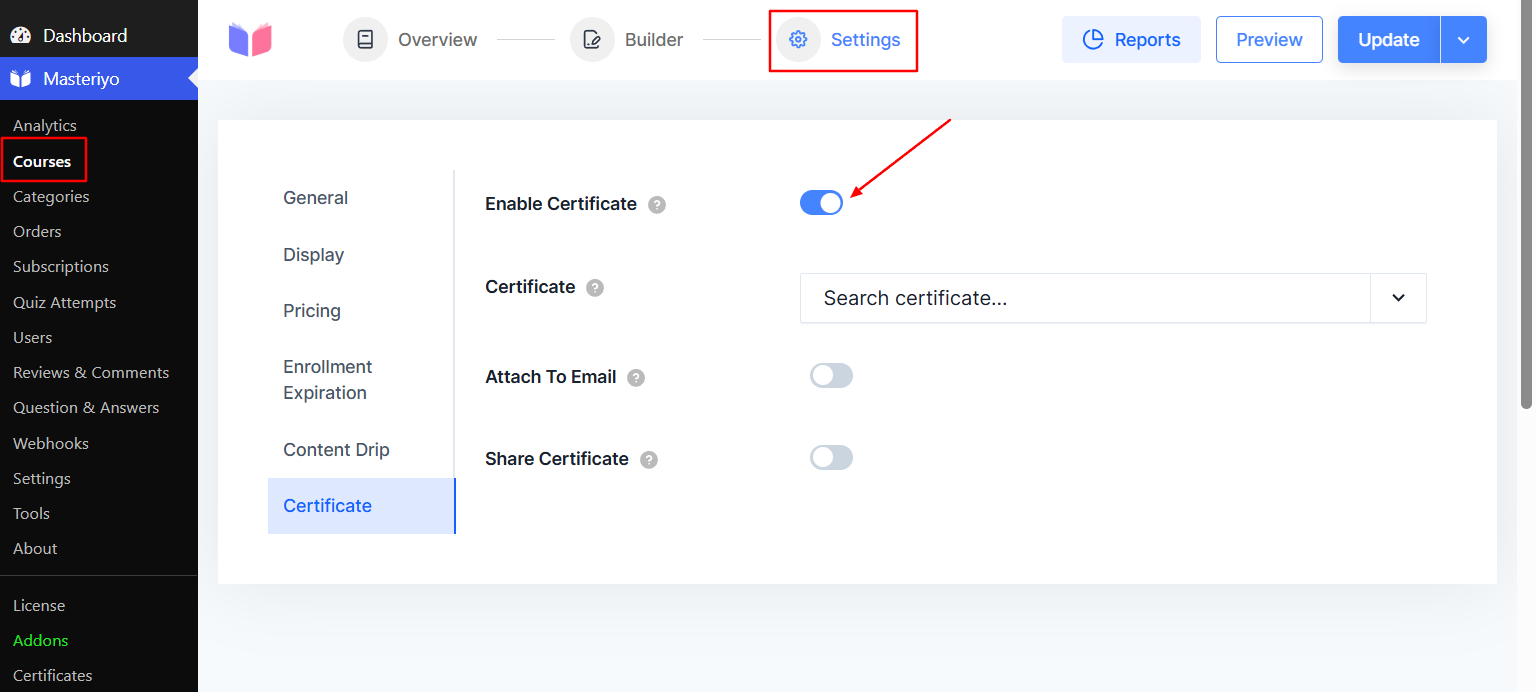 Dashboard
Masteriyo
Analytics
Courses
Categories
Orders
Subscriptions
Quiz Attempts
Users
Reviews & Comments
Question & Answers
Webhooks
Settings
Tools
About
License
Addons
Certificates
Overview
Builder
Settings
Reports
Preview
Update
General
Display
Pricing
Enrollment
Expiration
Content Drip
Certificate
Enable Certificate ?
Certificate ?
Search certificate...
Attach To Email ?
Share Certificate ?